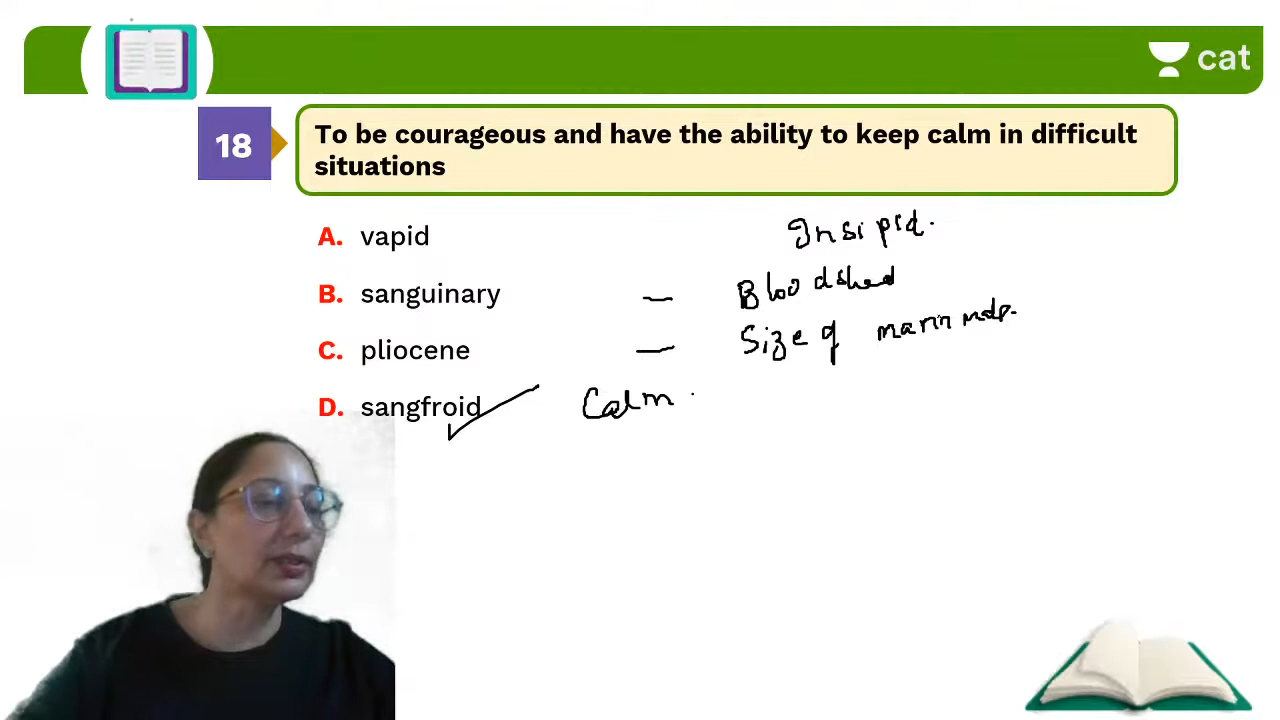 cat
18
To be courageous and have the ability to keep calm in difficult
situations
A. vapid
Insipid.
B. sanguinary – Bloodshed
C. pliocene – Size of marin
D. sangfroid Calm